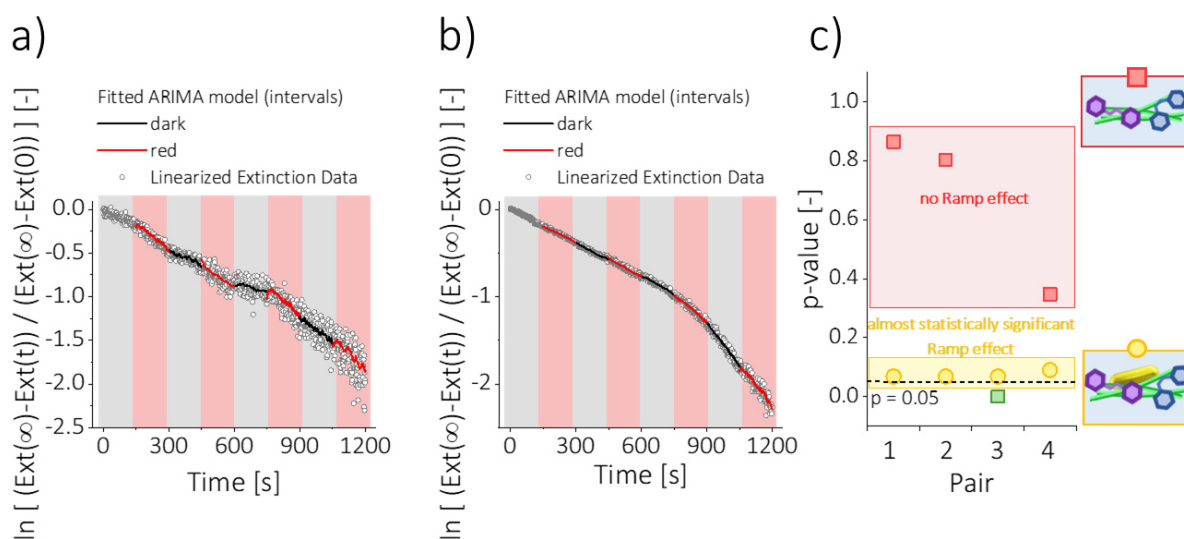 a)
Fitted ARIMA model (intervals)
dark
red
Linearized Extinction Data
ln [ (Ext(∞)-Ext(t)) / (Ext(∞)-Ext(0)) ] [-]
0.0
-0.5
-1.0
-1.5
-2.0
-2.5
0 300 600 900 1200
Time [s]
b)
Fitted ARIMA model (intervals)
dark
red
Linearized Extinction Data
ln [ (Ext(∞)-Ext(t)) / (Ext(∞)-Ext(0)) ] [-]
0
-1
-2
0 300 600 900 1200
Time [s]
c)
p-value [-]
1.0
0.8
0.6
0.4
0.2
0.0
no Ramp effect
almost statistically significant
Ramp effect
p = 0.05
1 2 3 4
Pair